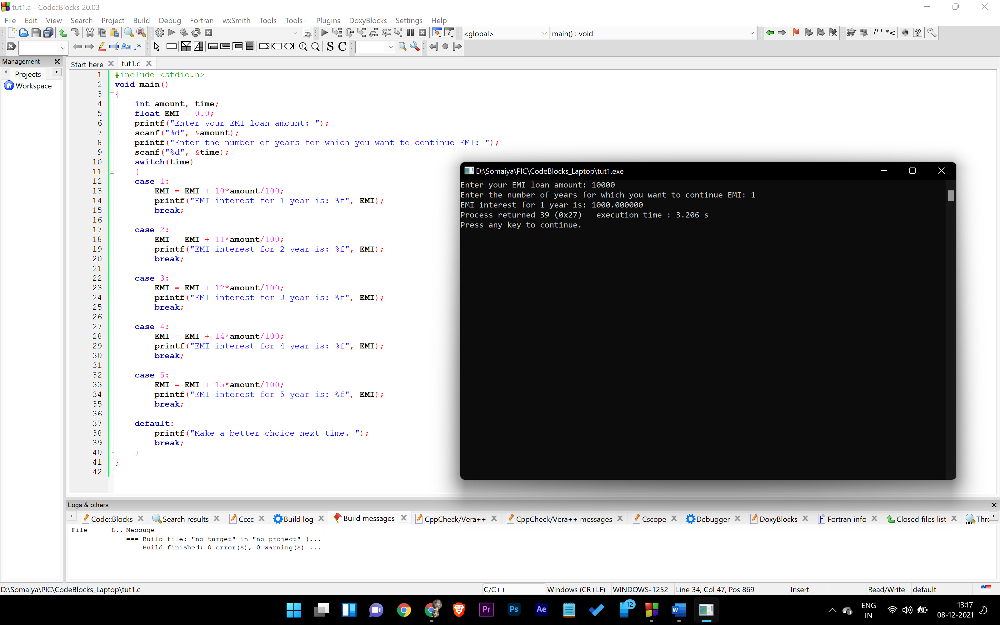 tut1.c - Code::Blocks 20.03
File Edit View Search Project Build Debug Fortran wxSmith Tools Tools+ Plugins DoxyBlocks Settings Help
<global> main() : void
/** *<
Aa .* S C
Management
Start here tut1.c
Projects
Workspace
1 #include <stdio.h>
2 void main()
3 {
4 int amount, time;
5 float EMI = 0.0;
6 printf("Enter your EMI loan amount: ");
7 scanf("%d", &amount);
8 printf("Enter the number of years for which you want to continue EMI: ");
9 scanf("%d", &time);
10 switch(time)
11 {
12 case 1:
13 EMI = EMI + 10*amount/100;
14 printf("EMI interest for 1 year is: %f", EMI);
15 break;
16
17 case 2:
18 EMI = EMI + 11*amount/100;
19 printf("EMI interest for 2 year is: %f", EMI);
20 break;
21
22 case 3:
23 EMI = EMI + 12*amount/100;
24 printf("EMI interest for 3 year is: %f", EMI);
25 break;
26
27 case 4:
28 EMI = EMI + 14*amount/100;
29 printf("EMI interest for 4 year is: %f", EMI);
30 break;
31
32 case 5:
33 EMI = EMI + 15*amount/100;
34 printf("EMI interest for 5 year is: %f", EMI);
35 break;
36
37 default:
38 printf("Make a better choice next time. ");
39 break;
40 }
41 }
42
D:\Somaiya\PIC\CodeBlocks_Laptop\tut1.exe
Enter your EMI loan amount: 10000
Enter the number of years for which you want to continue EMI: 1
EMI interest for 1 year is: 1000.000000
Process returned 39 (0x27) execution time : 3.206 s
Press any key to continue.
Logs & others
Code::Blocks Search results Cccc Build log Build messages CppCheck/Vera++ CppCheck/Vera++ messages Cscope Debugger DoxyBlocks Fortran info Closed files list Thre
File L.. Message
=== Build file: "no target" in "no project" (...
=== Build finished: 0 error(s), 0 warning(s) ...
D:\Somaiya\PIC\CodeBlocks_Laptop\tut1.c C/C++ Windows (CR+LF) WINDOWS-1252 Line 34, Col 47, Pos 869 Insert Read/Write default
Pr Ps Ae 12 W
ENG
IN
13:17
08-12-2021